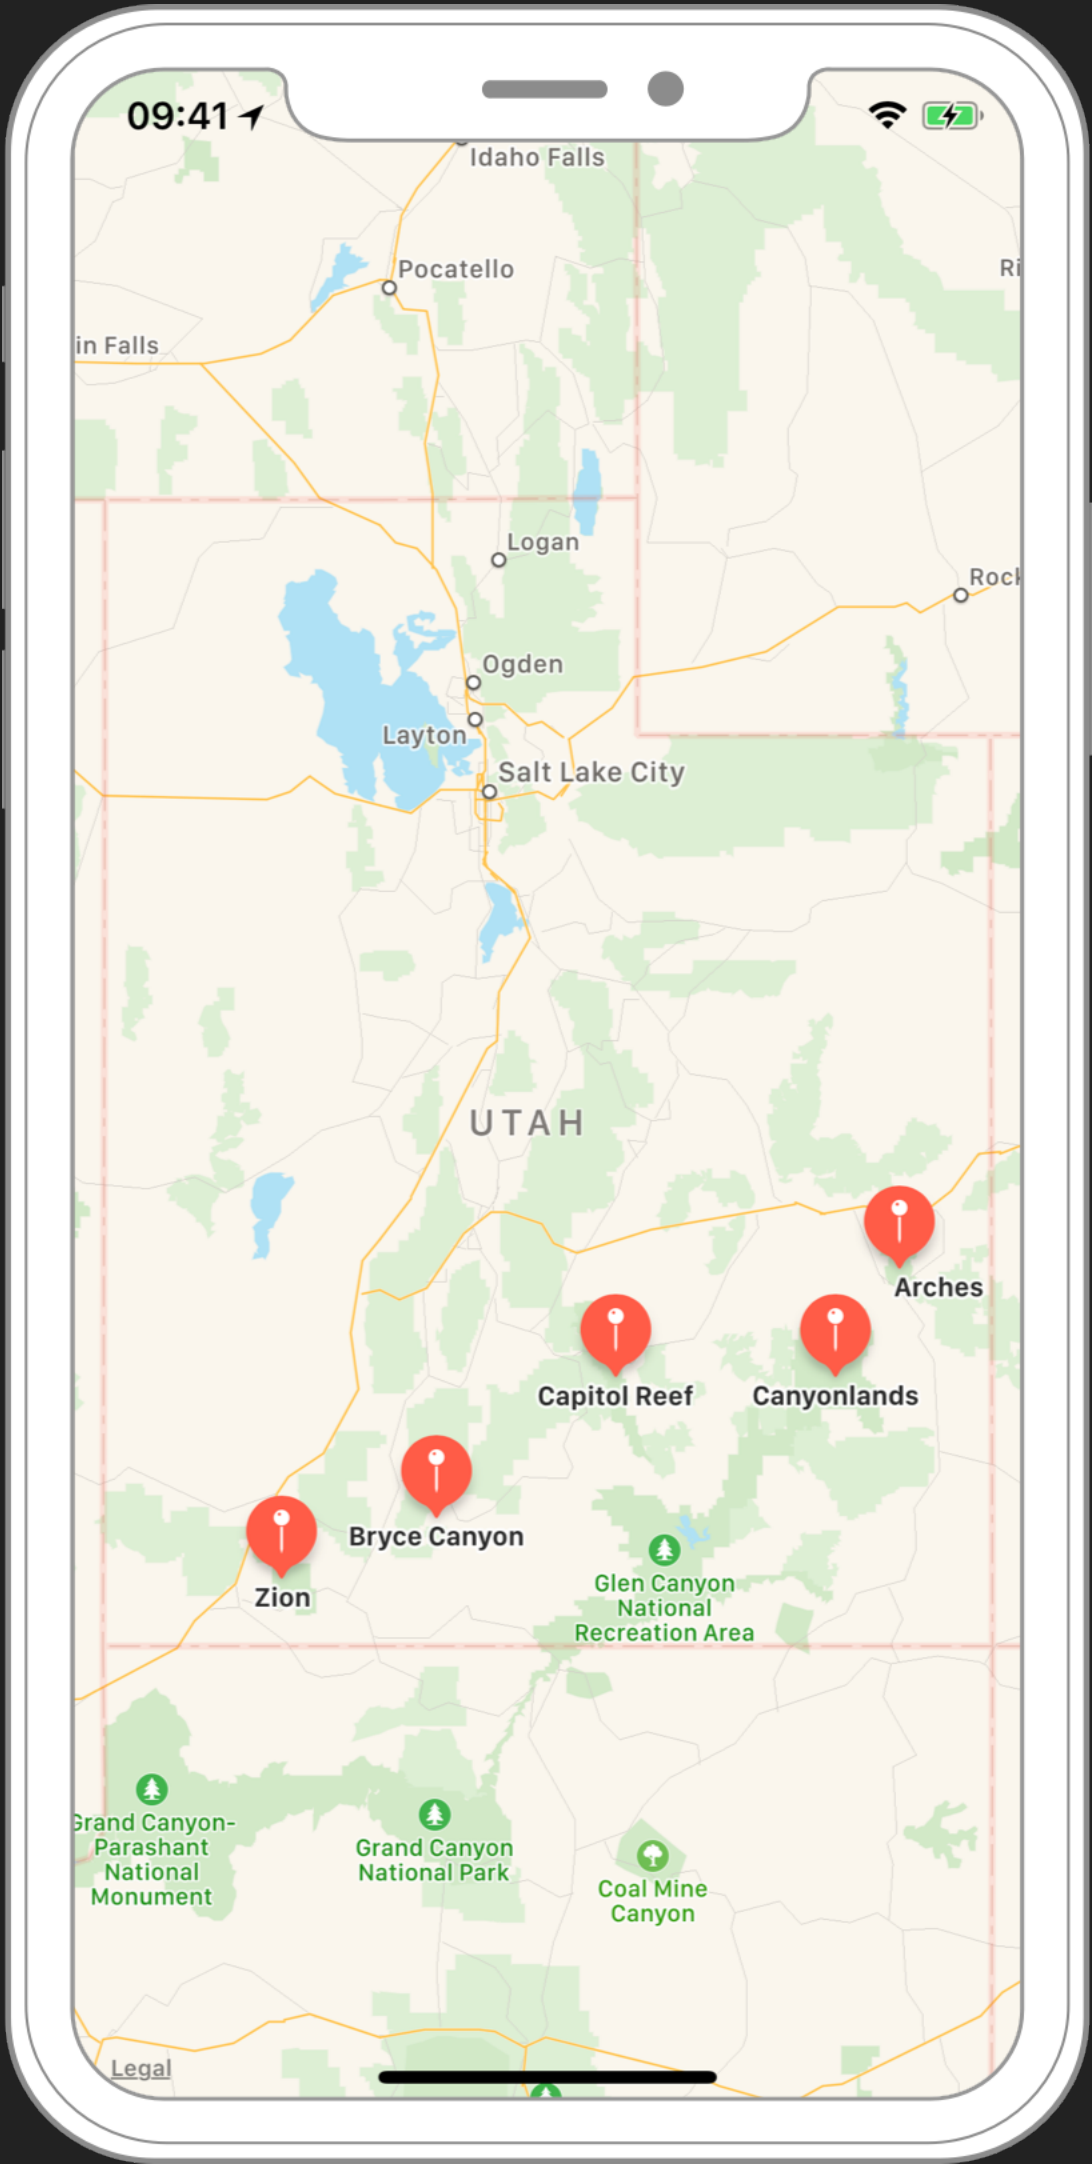 09:41
Idaho Falls
Pocatello
Ri
in Falls
Logan
Rock
Ogden
Layton
Salt Lake City
UTAH
Arches
Capitol Reef
Canyonlands
Bryce Canyon
Zion
Glen Canyon
National
Recreation Area
Grand Canyon-
Parashant
National
Monument
Grand Canyon
National Park
Coal Mine
Canyon
Legal